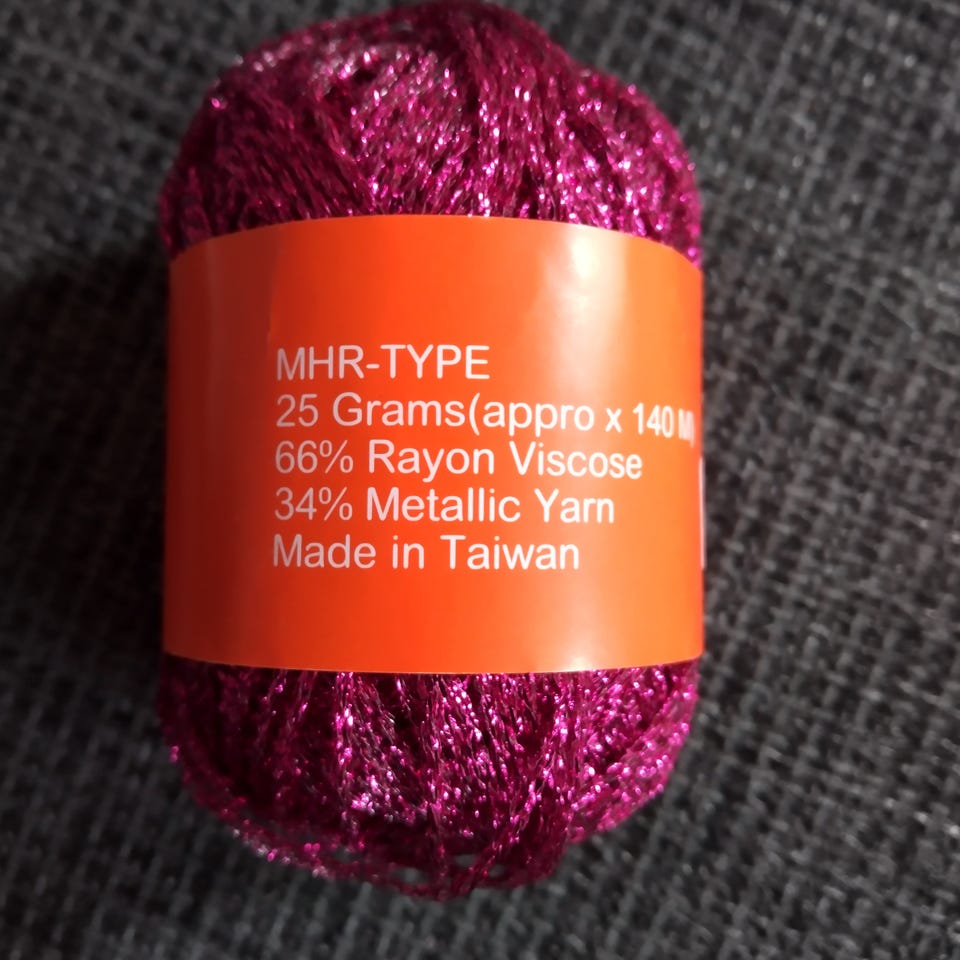 MHR-TYPE
25 Grams(appro x 140 M)
66% Rayon Viscose
34% Metallic Yarn
Made in Taiwan